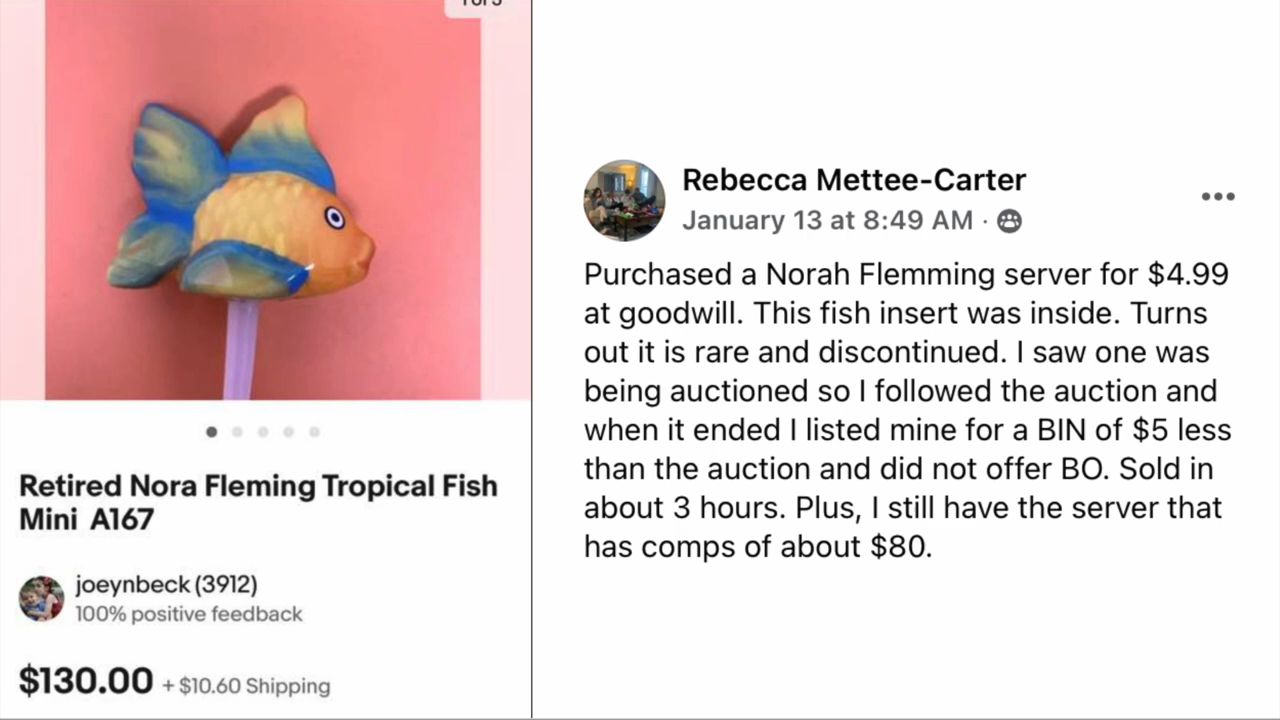 Retired Nora Fleming Tropical Fish
Mini A167
joeynbeck (3912)
100% positive feedback
$130.00 + $10.60 Shipping
Rebecca Mettee-Carter
January 13 at 8:49 AM ·
Purchased a Norah Flemming server for $4.99
at goodwill. This fish insert was inside. Turns
out it is rare and discontinued. I saw one was
being auctioned so I followed the auction and
when it ended I listed mine for a BIN of $5 less
than the auction and did not offer BO. Sold in
about 3 hours. Plus, I still have the server that
has comps of about $80.